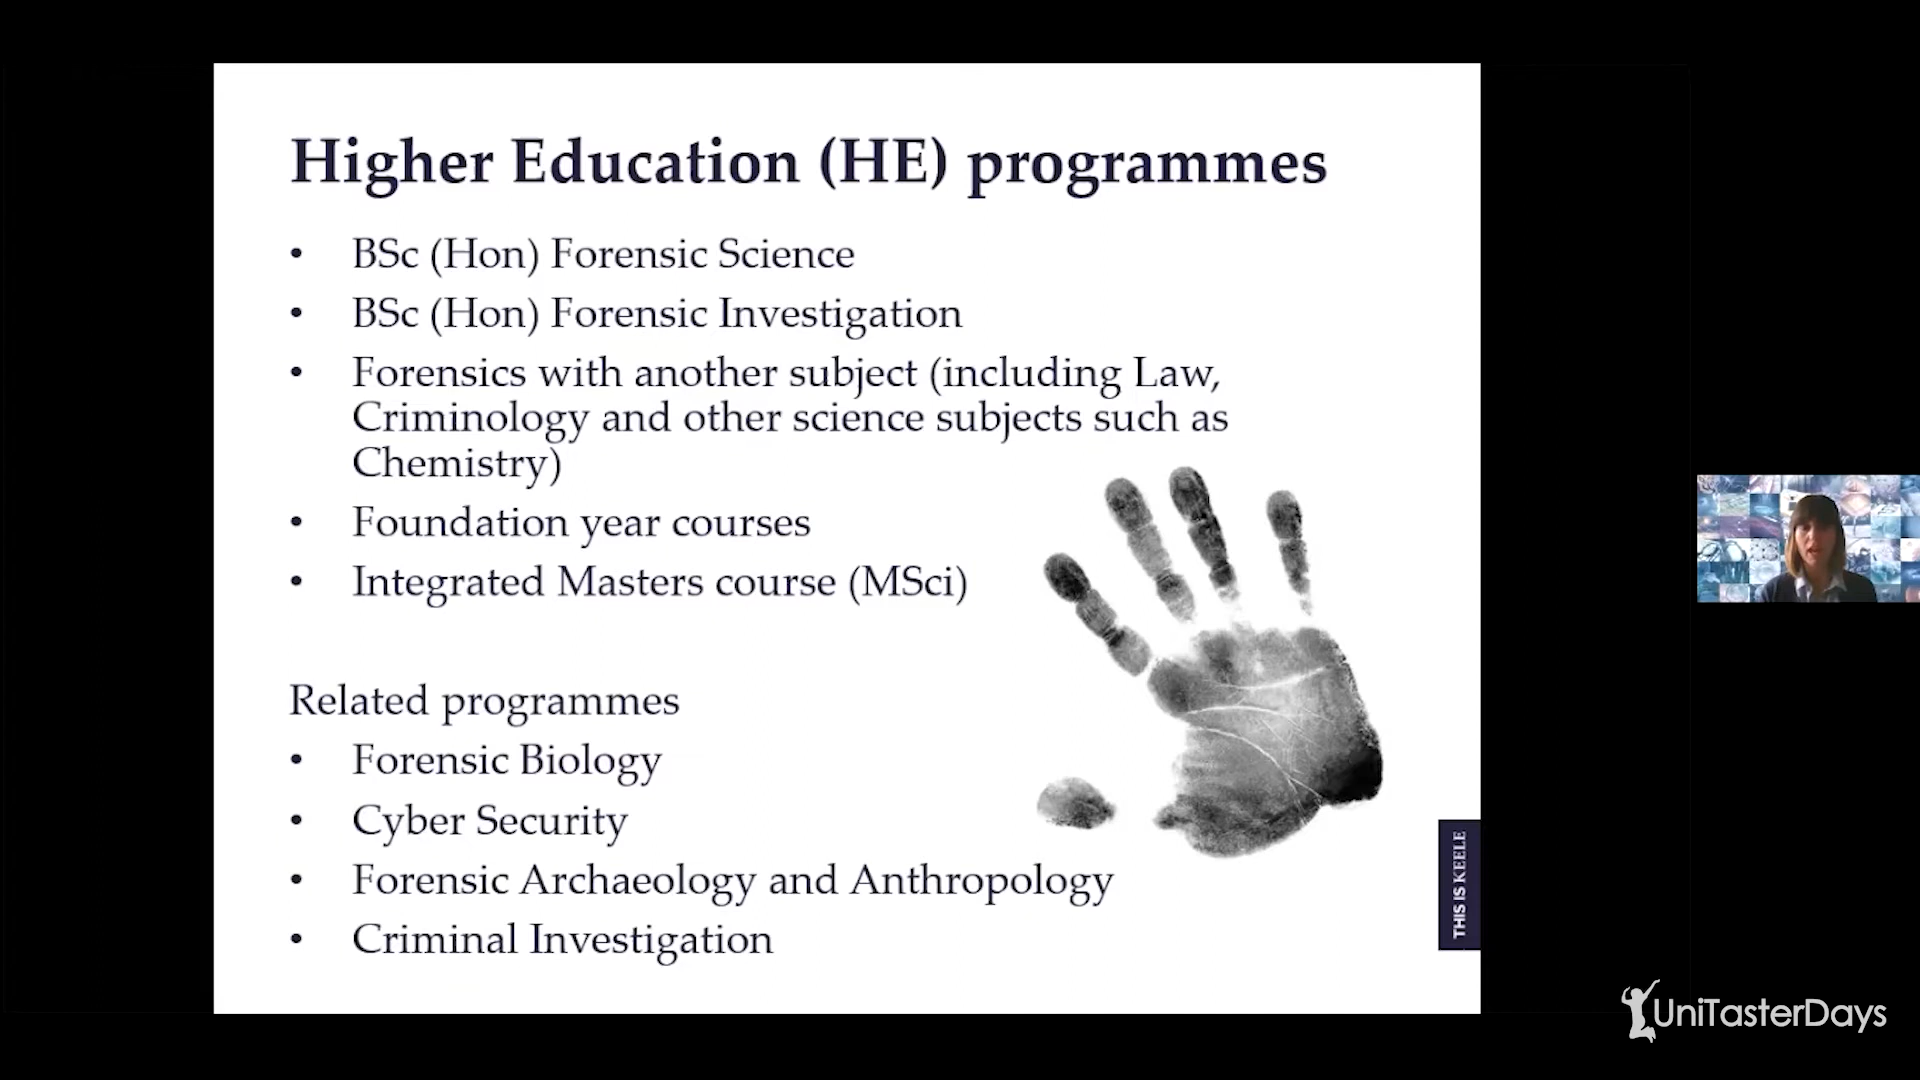 Higher Education (HE) programmes
• BSc (Hon) Forensic Science
• BSc (Hon) Forensic Investigation
• Forensics with another subject (including Law,
Criminology and other science subjects such as
Chemistry)
• Foundation year courses
• Integrated Masters course (MSci)
Related programmes
• Forensic Biology
• Cyber Security
• Forensic Archaeology and Anthropology
• Criminal Investigation
THIS IS KEELE
UniTasterDays